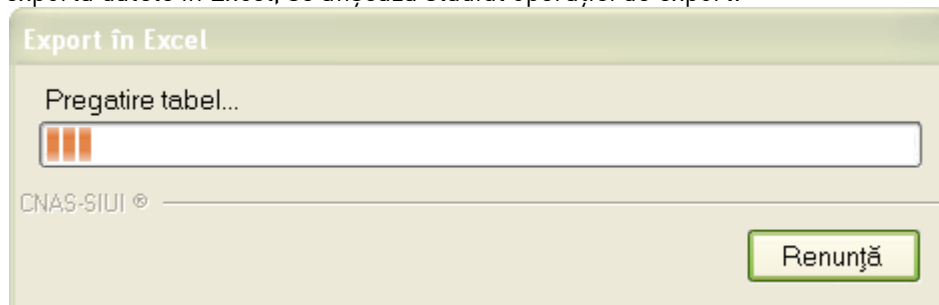 Export în Excel
Pregatire tabel...
CNAS-SIUI ®
Renunţă